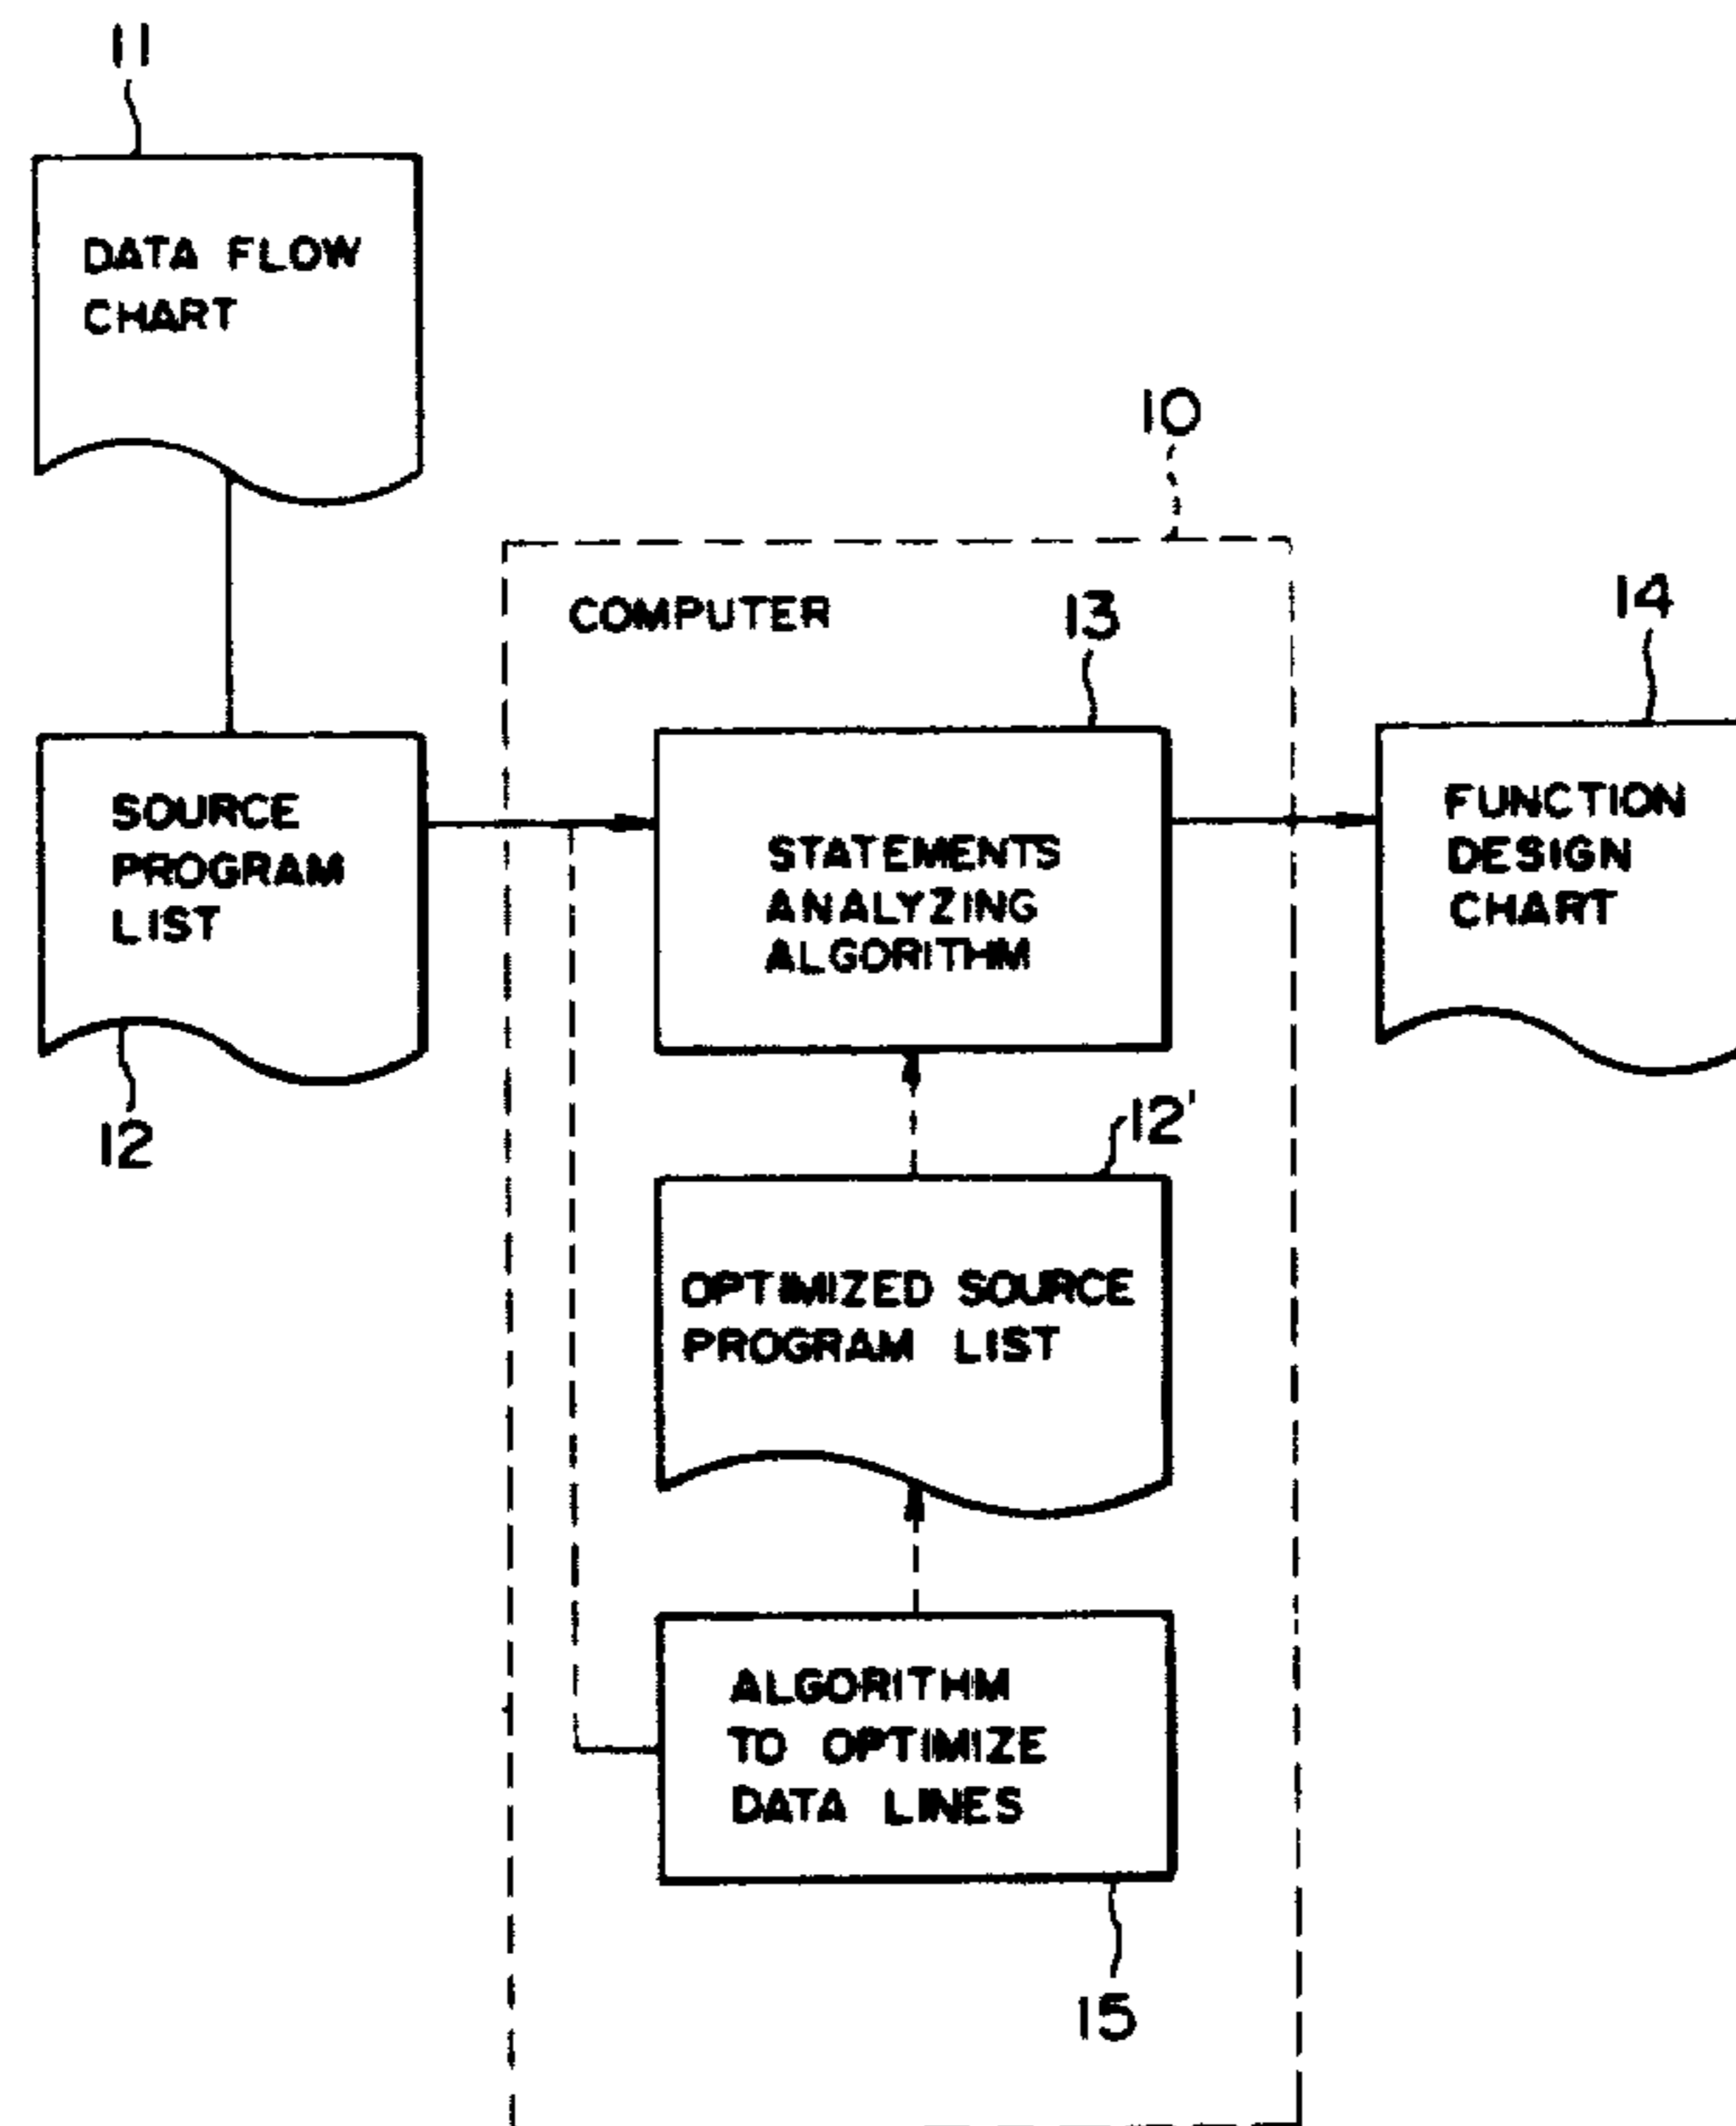 11
DATA FLOW
CHART
10
COMPUTER
13
14
SOURCE
PROGRAM
LIST
12
STATEMENTS
ANALYZING
ALGORITHM
FUNCTION
DESIGN
CHART
12'
OPTIMIZED SOURCE
PROGRAM LIST
ALGORITHM
TO OPTIMIZE
DATA LINES
15